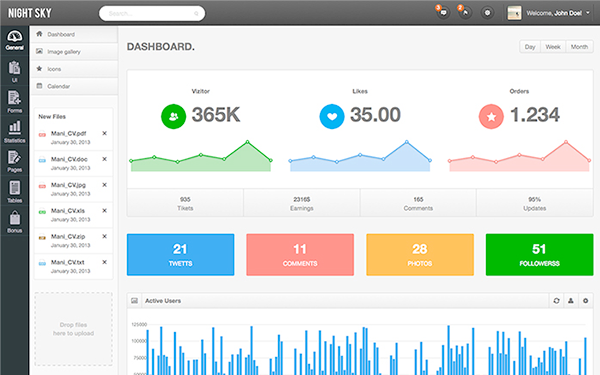 NIGHT SKY
Search...
3
2
Welcome, John Doe!
General
UI
Forms
Statistics
Pages
Tables
Bonus
Dashboard
Image gallery
Icons
Calendar
New Files
Mani_CV.pdf
January 30, 2013
Mani_CV.doc
January 30, 2013
Mani_CV.jpg
January 30, 2013
Mani_CV.xls
January 30, 2013
Mani_CV.zip
January 30, 2013
Mani_CV.txt
January 30, 2013
Drop files
here to upload
DASHBOARD.
Day Week Month
Vizitor
365K
Likes
35.00
Orders
1.234
935
Tikets
2316$
Earnings
165
Comments
95%
Updates
21
TWETTS
11
COMMENTS
28
PHOTOS
51
FOLLOWERSS
Active Users
125000
100000
75000
50000